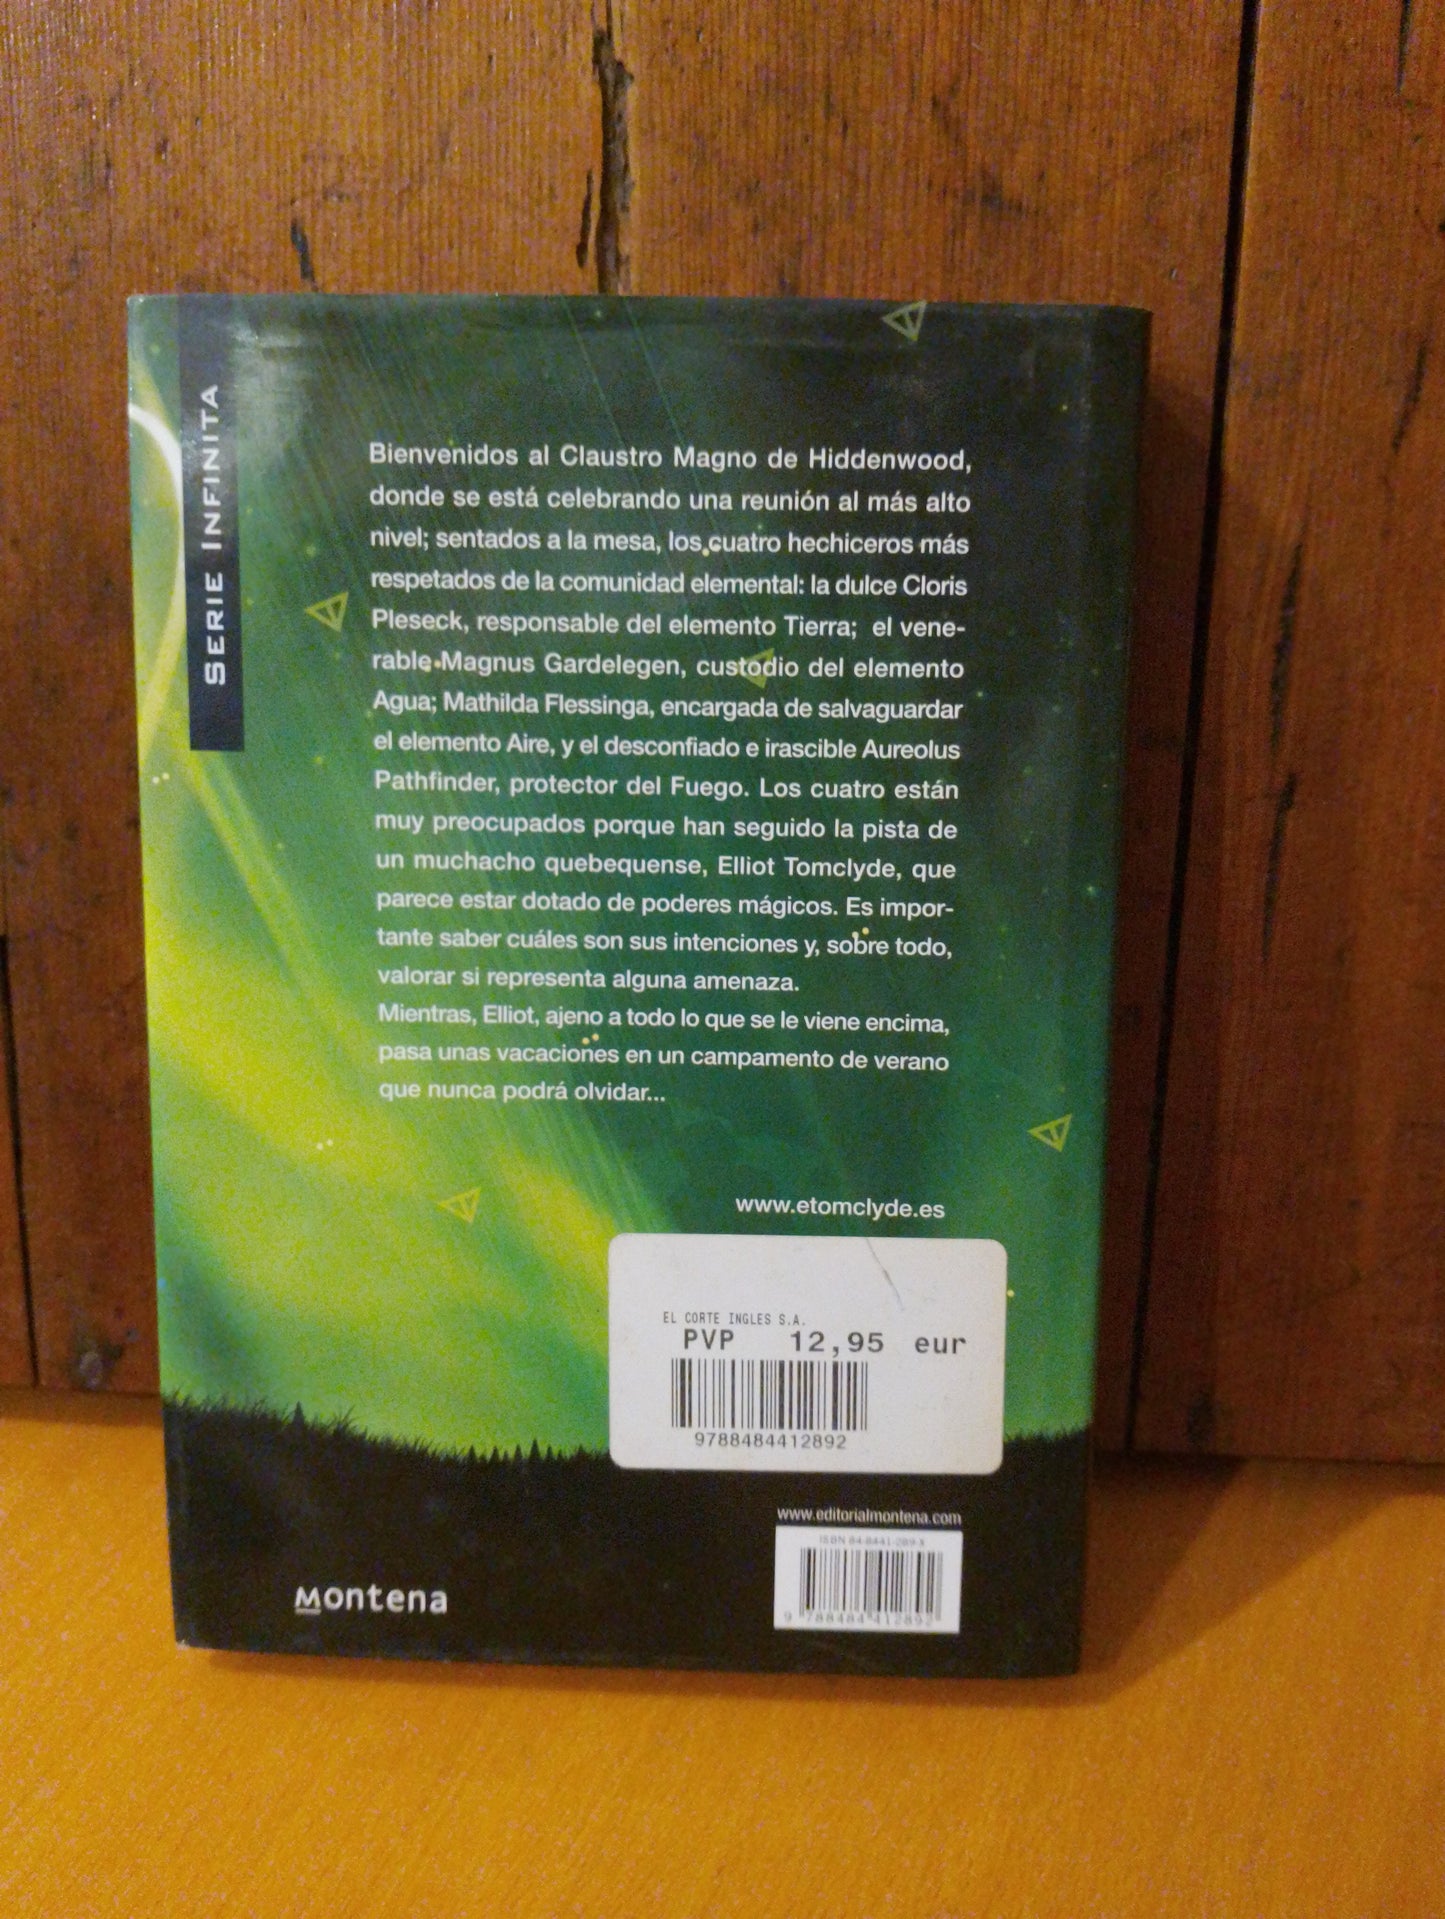 SERIE INFINITA
Bienvenidos al Claustro Magno de Hiddenwood,
donde se está celebrando una reunión al más alto
nivel; sentados a la mesa, los cuatro hechiceros más
respetados de la comunidad elemental: la dulce Cloris
Pleseck, responsable del elemento Tierra; el vene-
rable Magnus Gardelegen, custodio del elemento
Agua; Mathilda Flessinga, encargada de salvaguardar
el elemento Aire, y el desconfiado e irascible Aureolus
Pathfinder, protector del Fuego. Los cuatro están
muy preocupados porque han seguido la pista de
un muchacho quebequense, Elliot Tomclyde, que
parece estar dotado de poderes mágicos. Es impor-
tante saber cuáles son sus intenciones y, sobre todo,
valorar si representa alguna amenaza.
Mientras, Elliot, ajeno a todo lo que se le viene encima,
pasa unas vacaciones en un campamento de verano
que nunca podrá olvidar...
www.etomclyde.es
EL CORTE INGLES S.A.
PVP 12,95 eur
9788484412892
www.editorialmontena.com
ISBN 84-8441-289-X
9 788484 412892
Montena